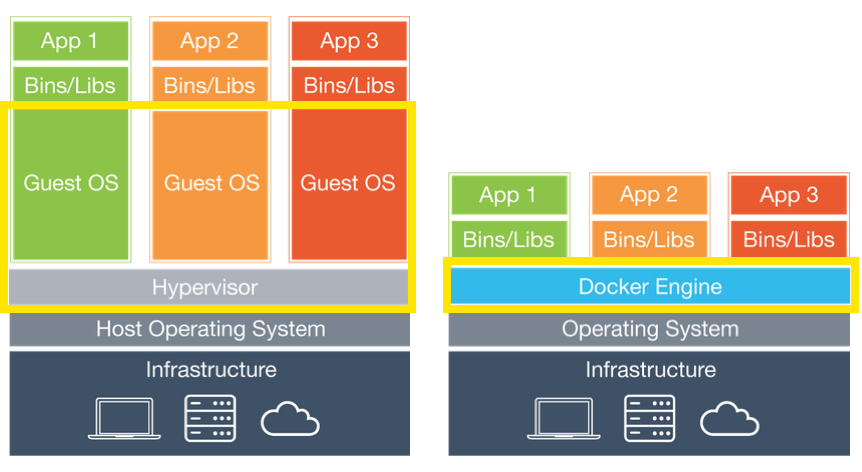 App 1
App 2
App 3
Bins/Libs
Bins/Libs
Bins/Libs
Guest OS
Guest OS
Guest OS
Hypervisor
Host Operating System
Infrastructure
App 1
App 2
App 3
Bins/Libs
Bins/Libs
Bins/Libs
Docker Engine
Operating System
Infrastructure